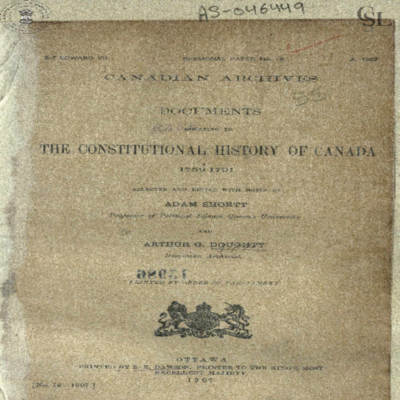 AS-046449
CSL
6-7 EDWARD VII. SESSIONAL PAPER No. 18 A. 1907
CANADIAN ARCHIVES
DOCUMENTS
RELATING TO
THE CONSTITUTIONAL HISTORY OF CANADA
1759-1791
SELECTED AND EDITED WITH NOTES BY
ADAM SHORTT
Professor of Political Science, Queen's University
AND
ARTHUR G. DOUGHTY
Dominion Archivist
PRINTED BY ORDER OF PARLIAMENT
OTTAWA
PRINTED BY S. E. DAWSON, PRINTER TO THE KING'S MOST
EXCELLENT MAJESTY
1907
[No. 18—1907.]